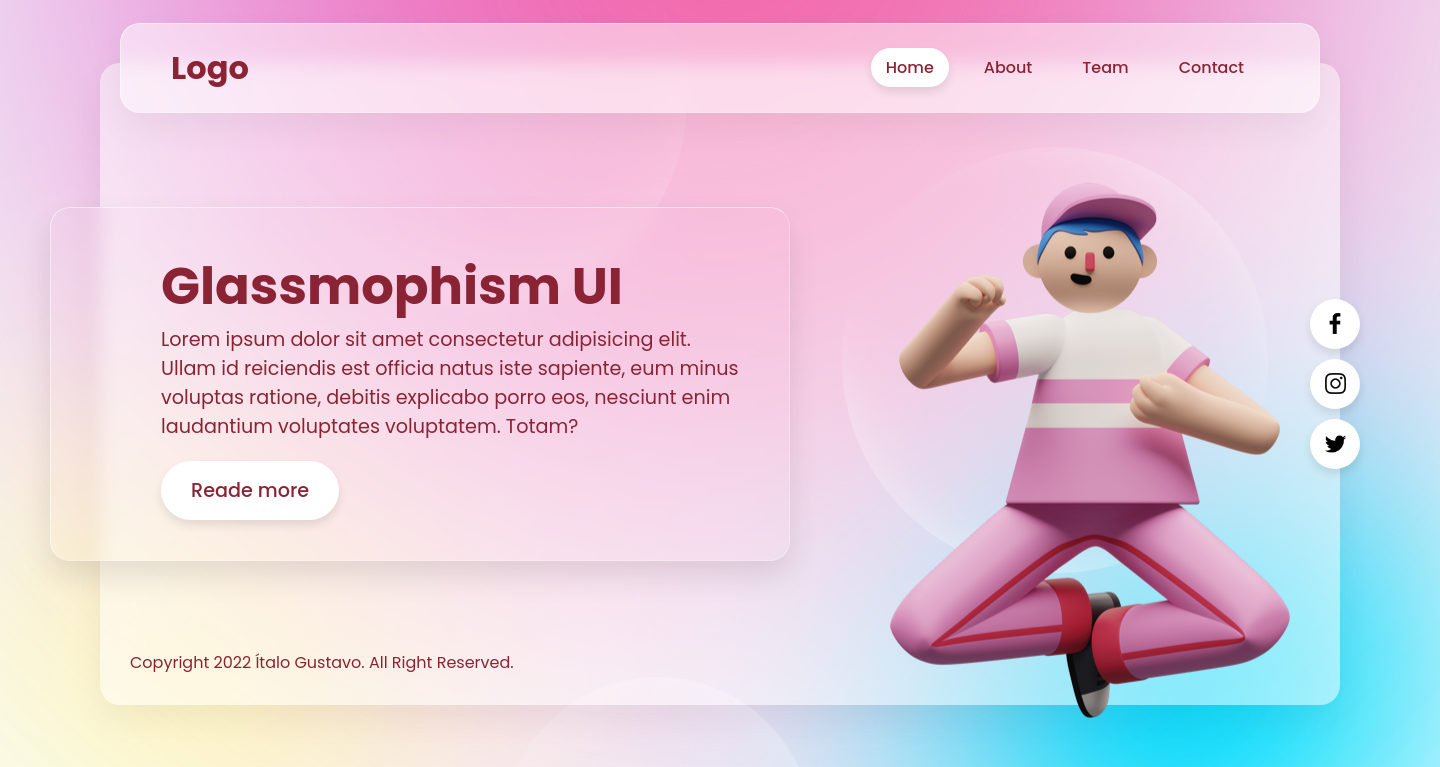 Logo
Home
About
Team
Contact
Glassmophism UI
Lorem ipsum dolor sit amet consectetur adipisicing elit.
Ullam id reiciendis est officia natus iste sapiente, eum minus
voluptas ratione, debitis explicabo porro eos, nesciunt enim
laudantium voluptates voluptatem. Totam?
Reade more
Copyright 2022 Ítalo Gustavo. All Right Reserved.